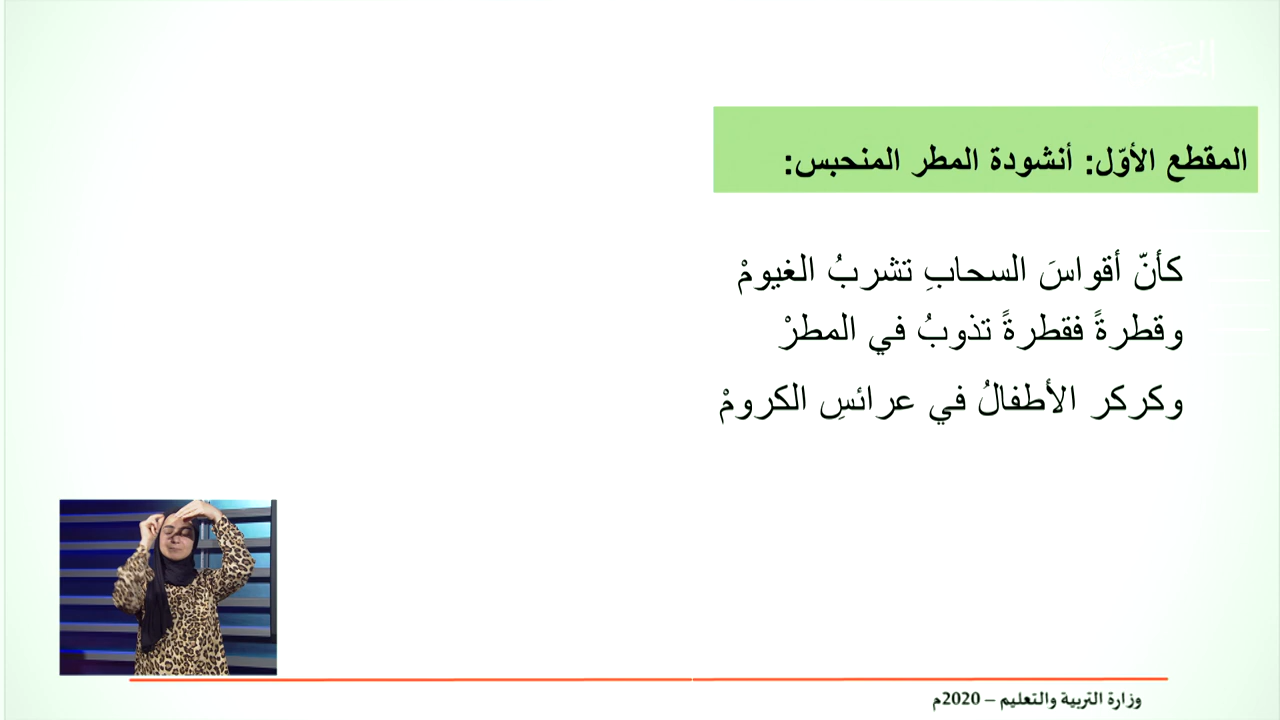 المقطع الأوّل: أنشودة المطر المنحبس:
كأنّ أقواسَ السحابِ تشربُ الغيومْ
وقطرةً فقطرةً تذوبُ في المطرْ
وكركر الأطفالُ في عرائسِ الكرومْ
وزارة التربية والتعليم – 2020م